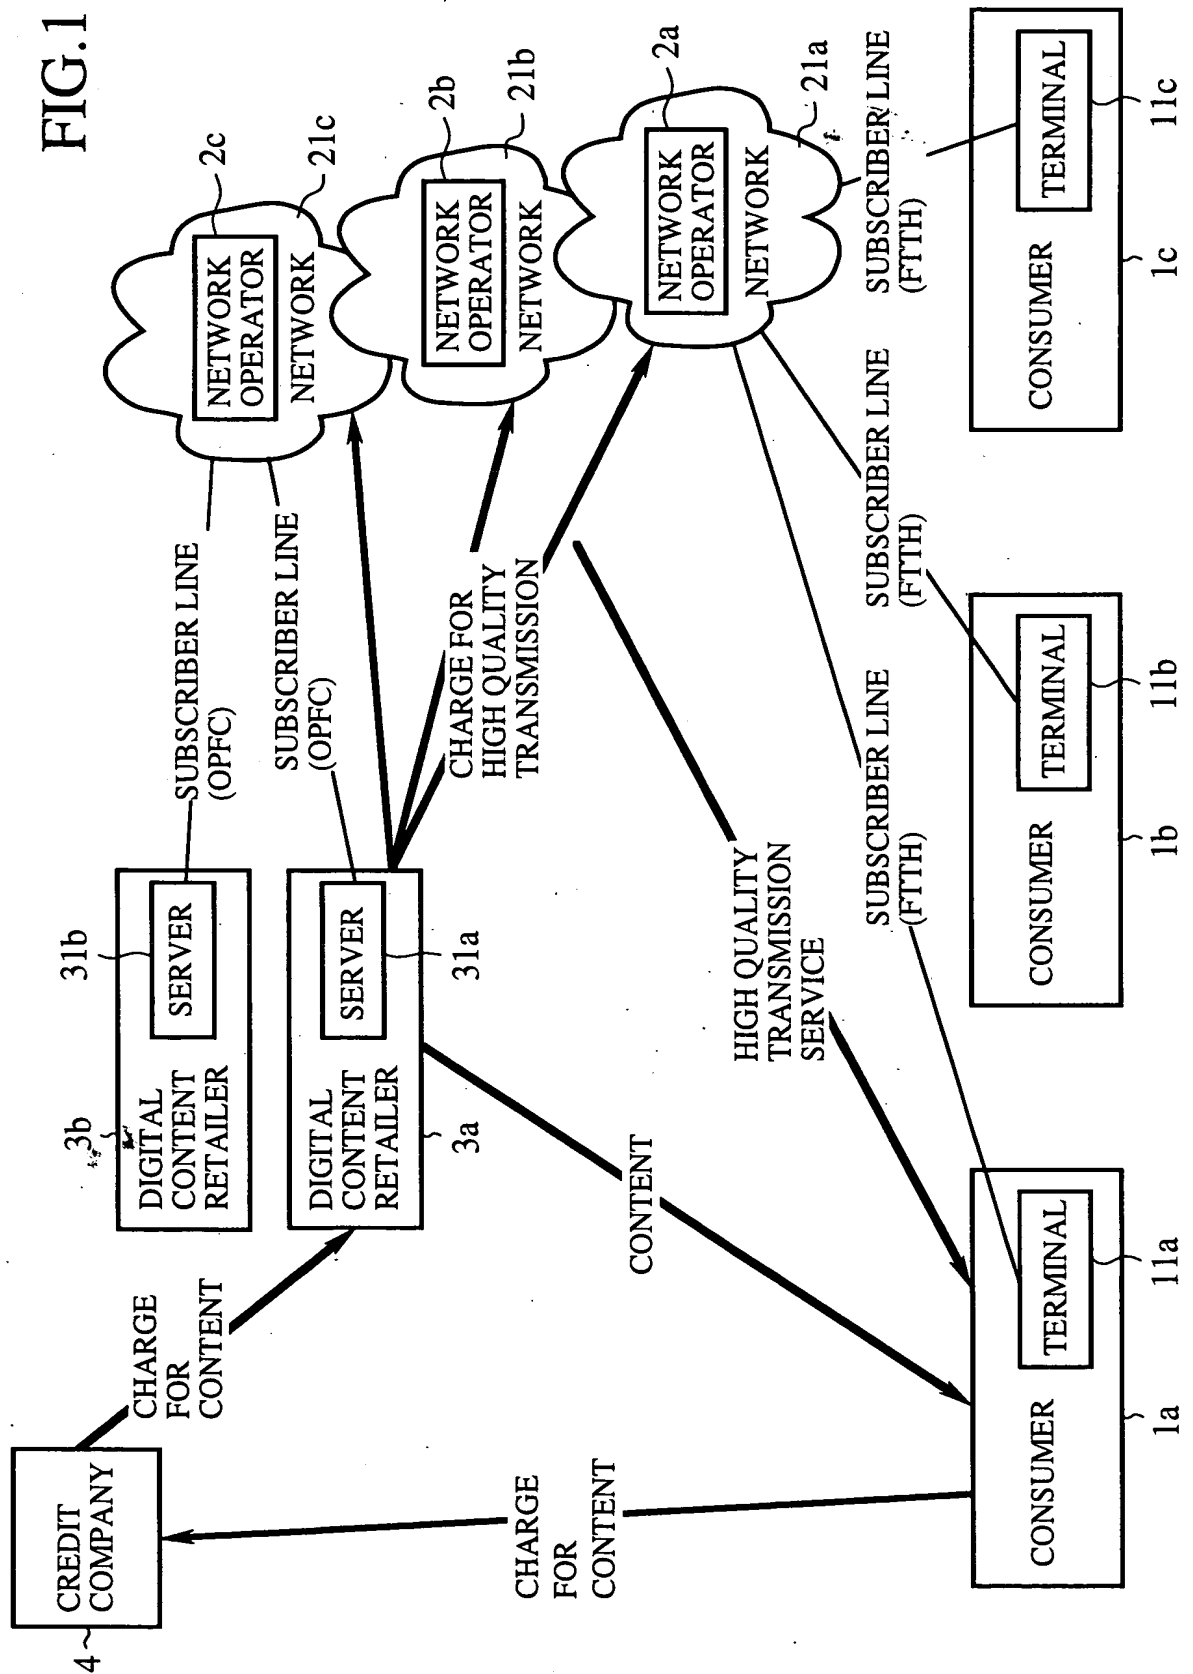 FIG.1
4
CREDIT
COMPANY
CHARGE
FOR
CONTENT
CHARGE
FOR
CONTENT
3b
DIGITAL
CONTENT
RETAILER
31b
SERVER
SUBSCRIBER LINE
(OPFC)
DIGITAL
CONTENT
RETAILER
3a
SERVER
31a
SUBSCRIBER LINE
(OPFC)
2c
NETWORK
OPERATOR
NETWORK
21c
2b
NETWORK
OPERATOR
NETWORK
21b
2a
NETWORK
OPERATOR
NETWORK
21a
CHARGE FOR
HIGH QUALITY
TRANSMISSION
CONTENT
HIGH QUALITY
TRANSMISSION
SERVICE
SUBSCRIBER LINE
(FTTH)
SUBSCRIBER LINE
(FTTH)
SUBSCRIBER LINE
(FTTH)
CONSUMER
TERMINAL
1a
11a
CONSUMER
TERMINAL
1b
11b
CONSUMER
TERMINAL
1c
11c